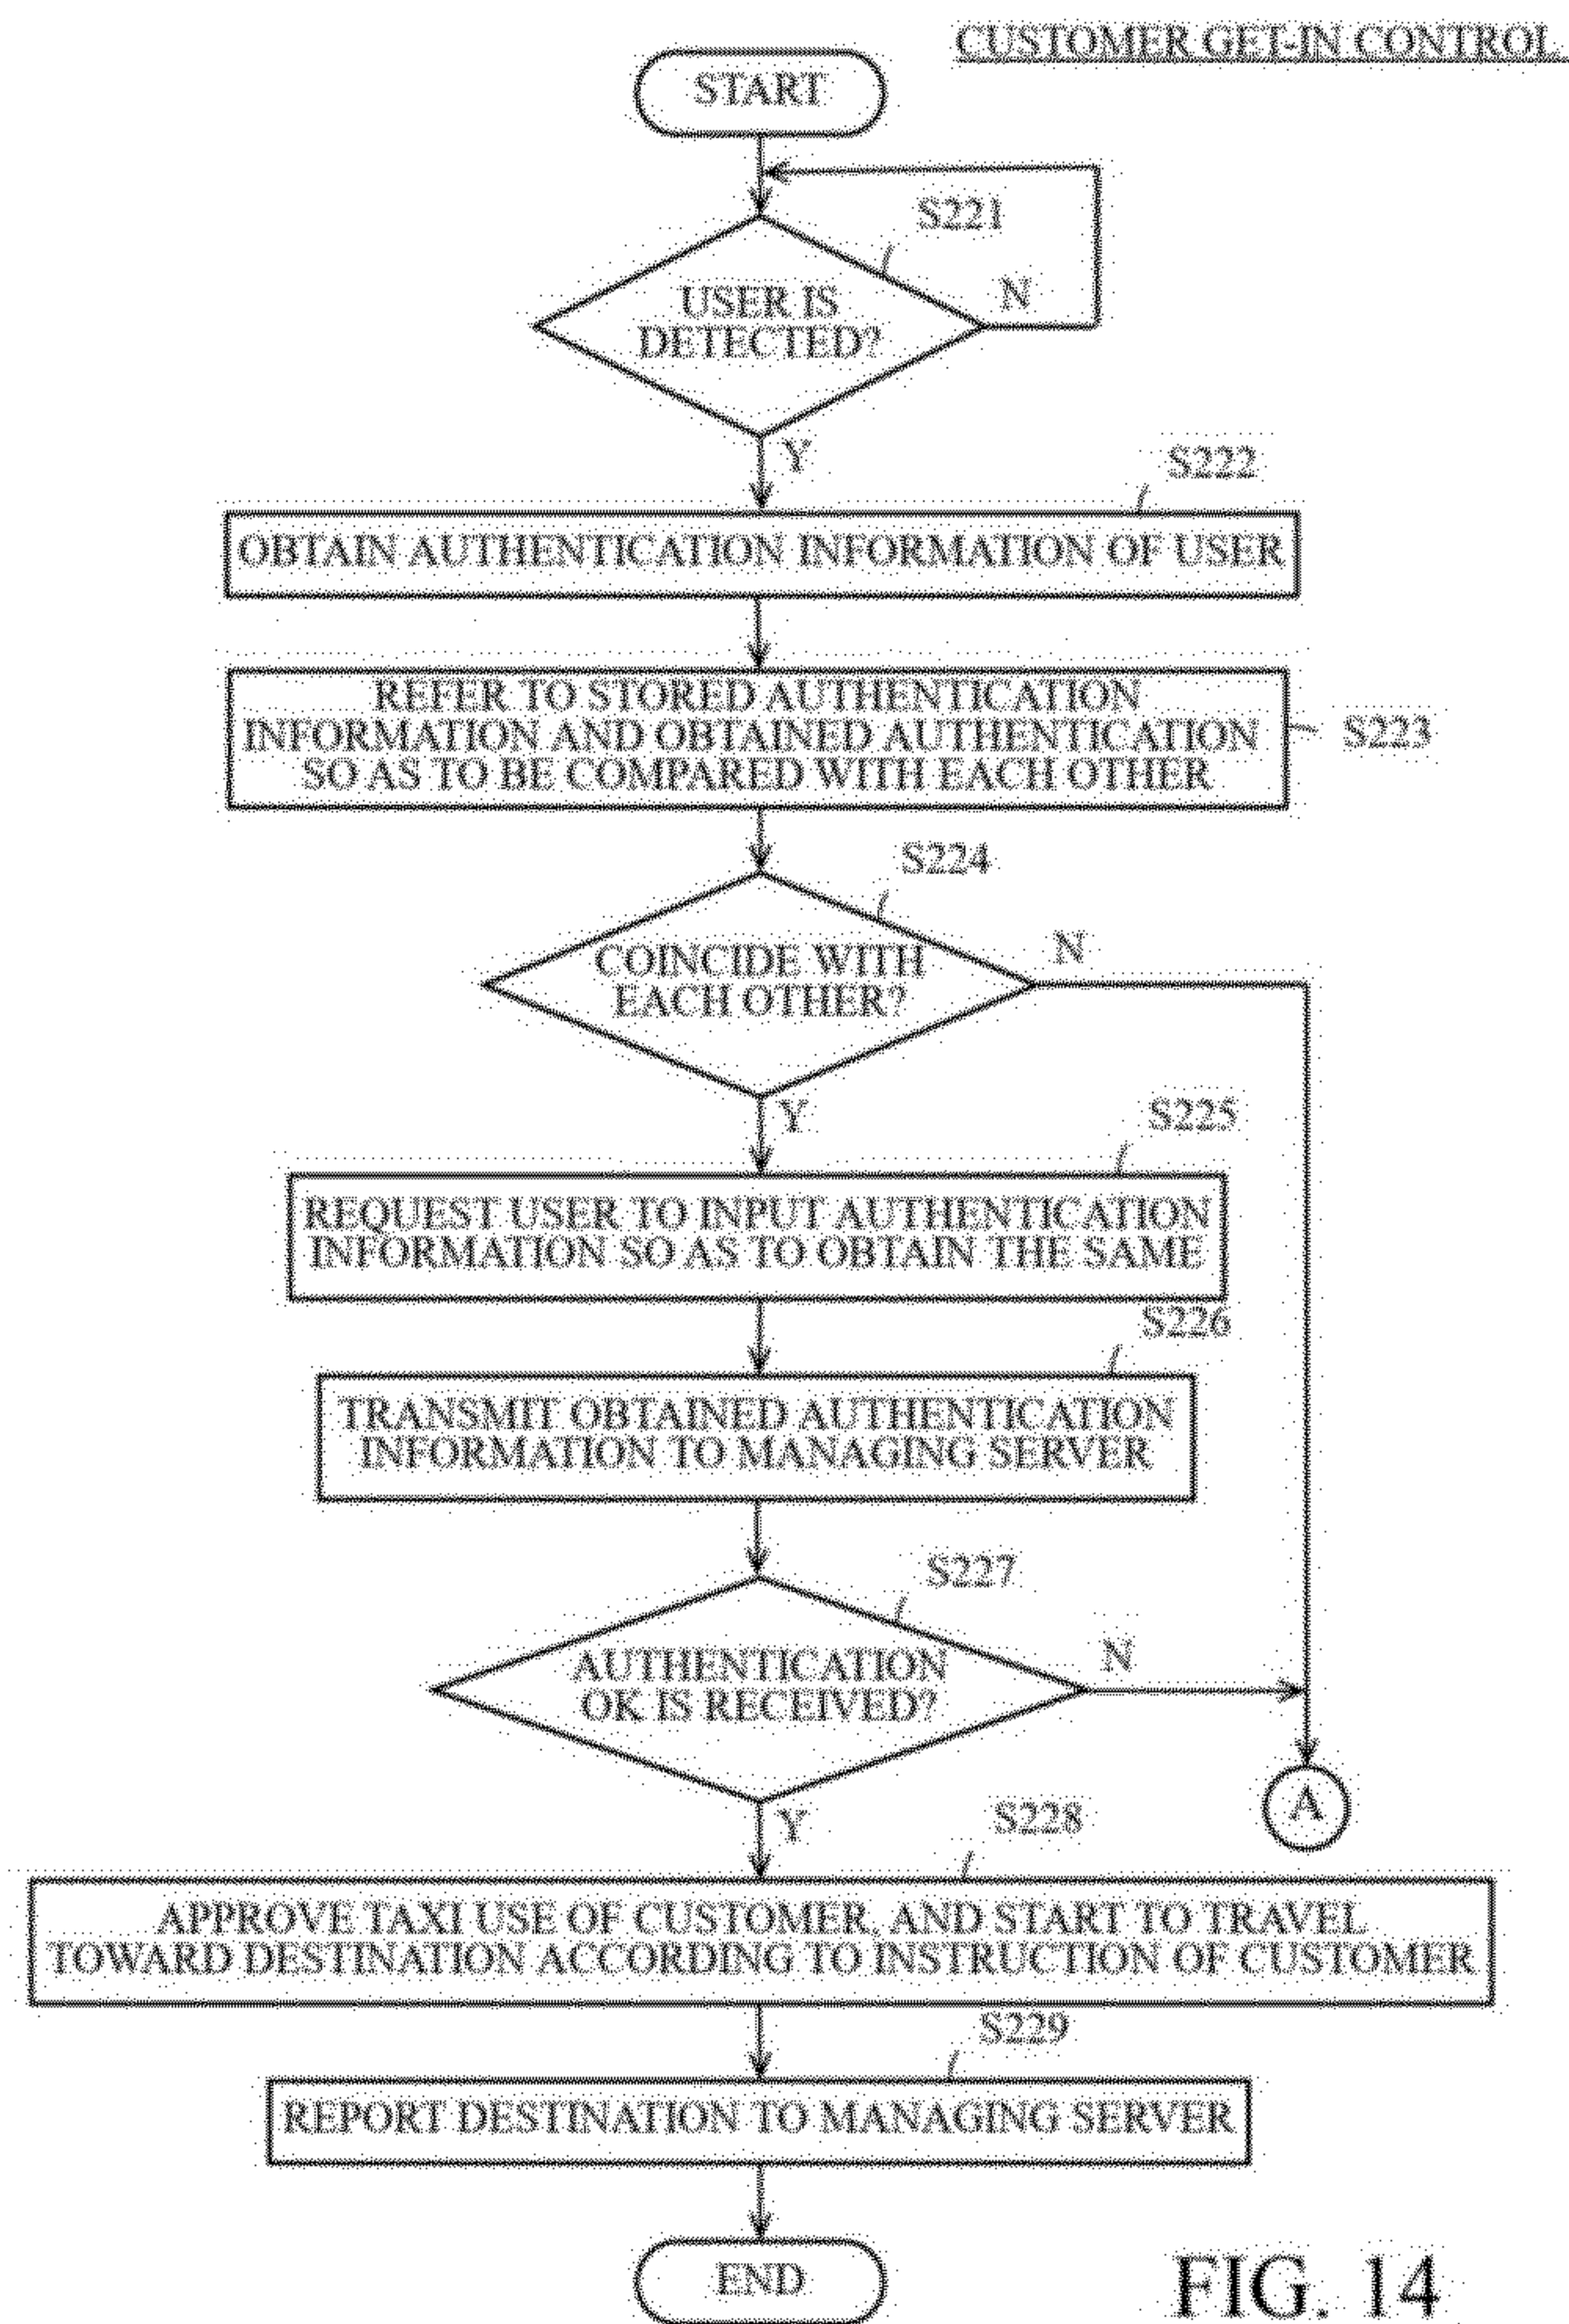 CUSTOMER GET-IN CONTROL
START
S221
USER IS
DETECTED?
N
Y
S222
OBTAIN AUTHENTICATION INFORMATION OF USER
REFER TO STORED AUTHENTICATION
INFORMATION AND OBTAINED AUTHENTICATION
SO AS TO BE COMPARED WITH EACH OTHER
S223
S224
COINCIDE WITH
EACH OTHER?
N
Y
S225
REQUEST USER TO INPUT AUTHENTICATION
INFORMATION SO AS TO OBTAIN THE SAME
S226
TRANSMIT OBTAINED AUTHENTICATION
INFORMATION TO MANAGING SERVER
S227
AUTHENTICATION
OK IS RECEIVED?
N
A
Y
S228
APPROVE TAXI USE OF CUSTOMER, AND START TO TRAVEL
TOWARD DESTINATION ACCORDING TO INSTRUCTION OF CUSTOMER
S229
REPORT DESTINATION TO MANAGING SERVER
END
FIG. 14